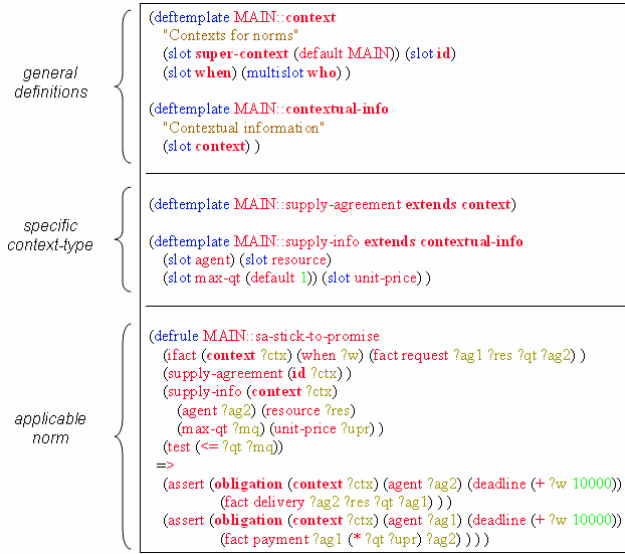 general
definitions
(deftemplate MAIN::context
"Contexts for norms"
(slot super-context (default MAIN)) (slot id)
(slot when) (multislot who) )
(deftemplate MAIN::contextual-info
"Contextual information"
(slot context) )
specific
context-type
(deftemplate MAIN::supply-agreement extends context)
(deftemplate MAIN::supply-info extends contextual-info
(slot agent) (slot resource)
(slot max-qt (default 1)) (slot unit-price) )
applicable
norm
(defrule MAIN::sa-stick-to-promise
(ifact (context ?ctx) (when ?w) (fact request ?ag1 ?res ?qt ?ag2) )
(supply-agreement (id ?ctx) )
(supply-info (context ?ctx)
(agent ?ag2) (resource ?res)
(max-qt ?mq) (unit-price ?upr) )
(test (<= ?qt ?mq))
=>
(assert (obligation (context ?ctx) (agent ?ag2) (deadline (+ ?w 10000))
(fact delivery ?ag2 ?res ?qt ?ag1) ) )
(assert (obligation (context ?ctx) (agent ?ag1) (deadline (+ ?w 10000))
(fact payment ?ag1 (* ?qt ?upr) ?ag2) ) ) )